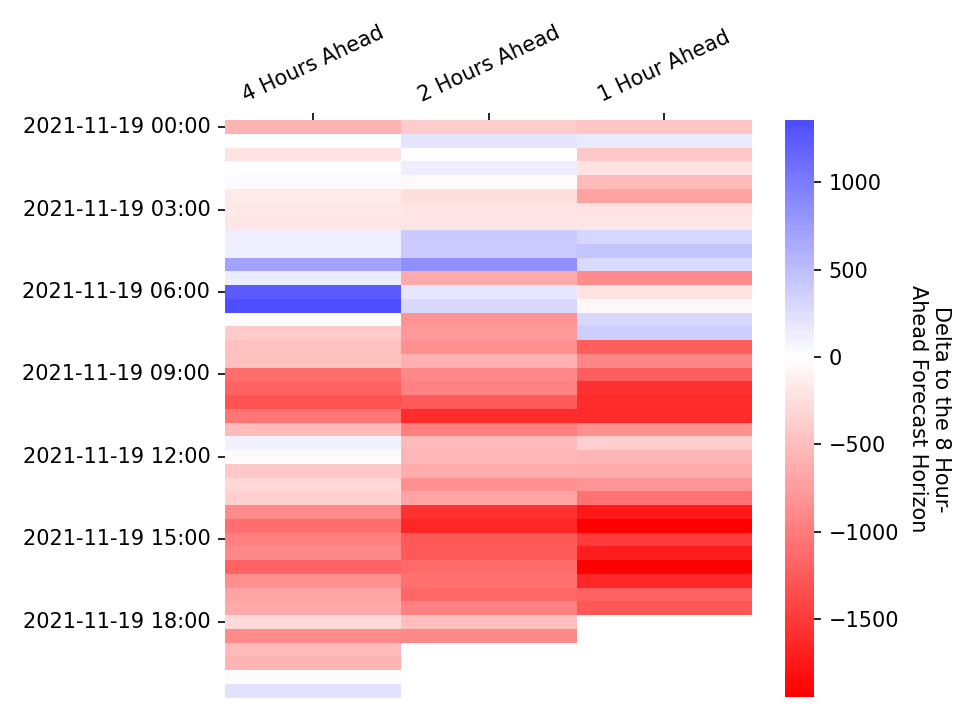 4 Hours Ahead
2 Hours Ahead
1 Hour Ahead
2021-11-19 00:00
2021-11-19 03:00
2021-11-19 06:00
2021-11-19 09:00
2021-11-19 12:00
2021-11-19 15:00
2021-11-19 18:00
1000
500
0
−500
−1000
−1500
Delta to the 8 Hour-
Ahead Forecast Horizon